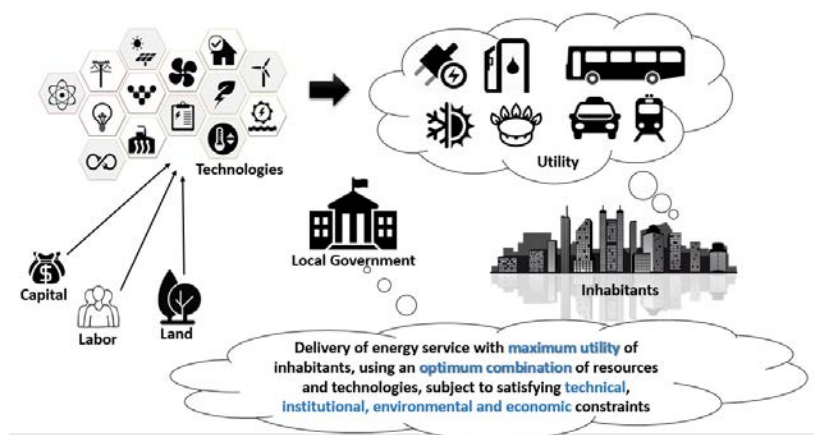 Technologies
Utility
Local Government
Inhabitants
Capital
Labor
Land
Delivery of energy service with maximum utility of
inhabitants, using an optimum combination of resources
and technologies, subject to satisfying technical,
institutional, environmental and economic constraints